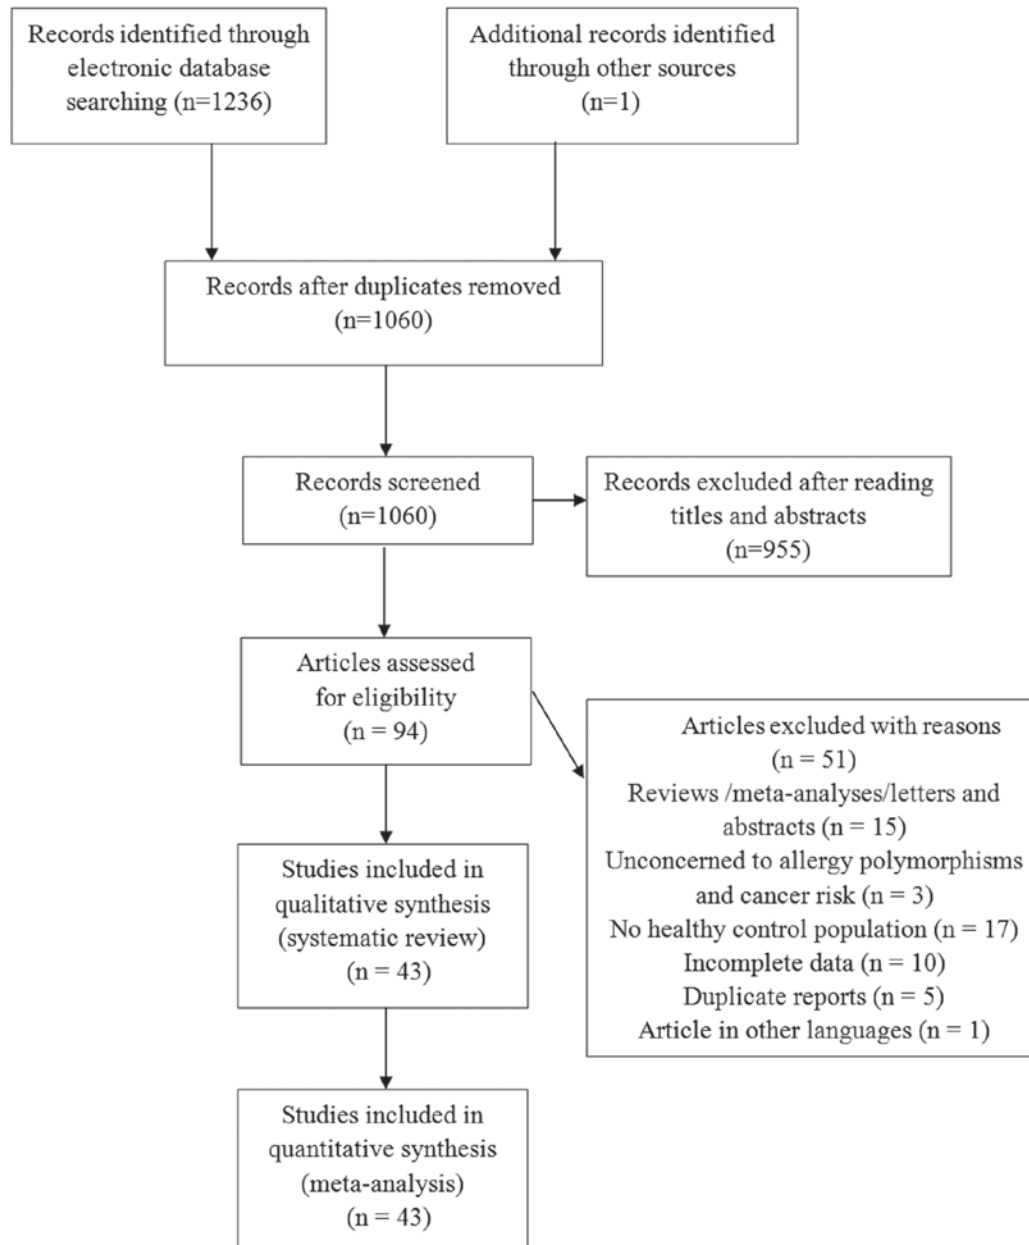 Records identified through
electronic database
searching (n=1236)
Additional records identified
through other sources
(n=1)
Records after duplicates removed
(n=1060)
Records screened
(n=1060)
Records excluded after reading
titles and abstracts
(n=955)
Articles assessed
for eligibility
(n = 94)
Articles excluded with reasons
(n = 51)
Reviews /meta-analyses/letters and
abstracts (n = 15)
Unconcerned to allergy polymorphisms
and cancer risk (n = 3)
No healthy control population (n = 17)
Incomplete data (n = 10)
Duplicate reports (n = 5)
Article in other languages (n = 1)
Studies included in
qualitative synthesis
(systematic review)
(n = 43)
Studies included in
quantitative synthesis
(meta-analysis)
(n = 43)